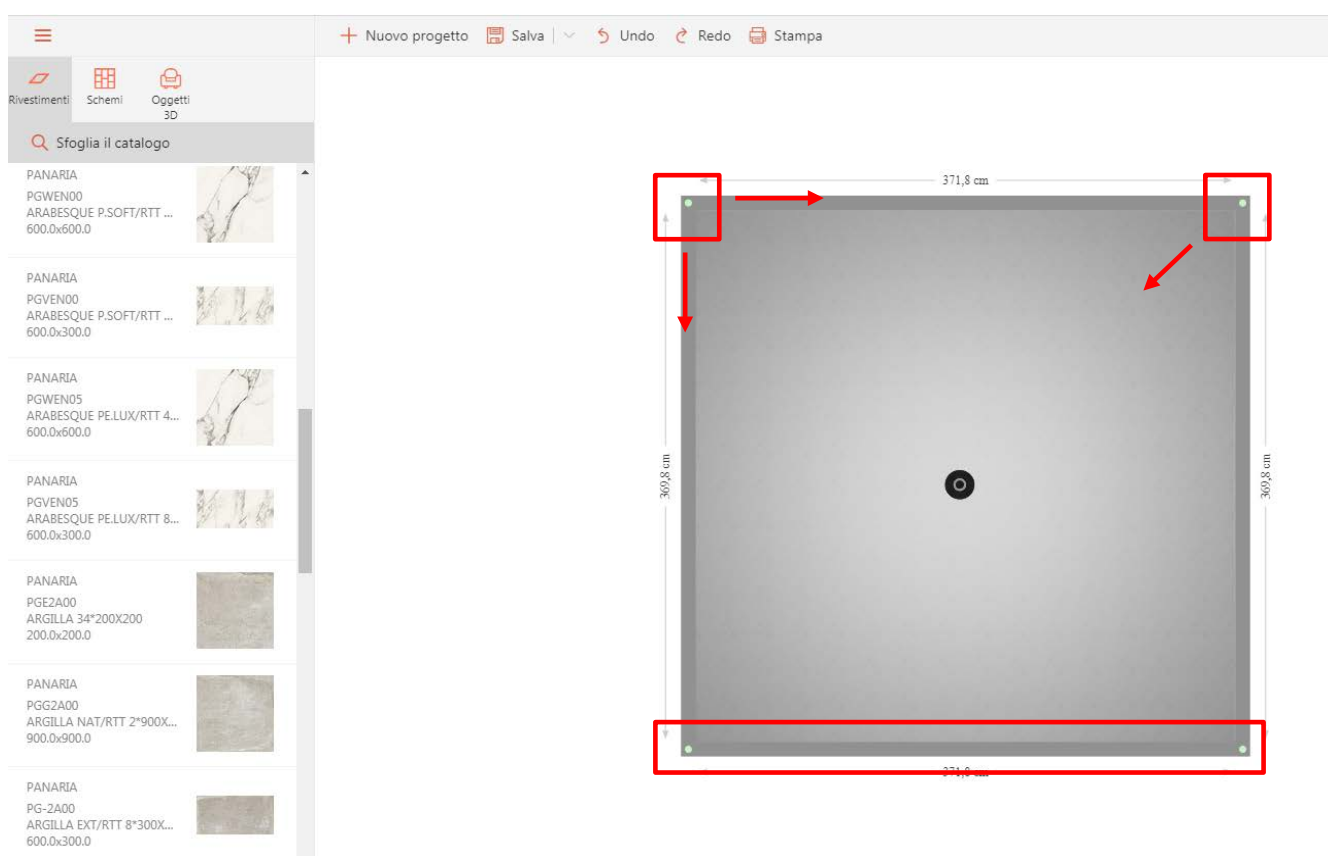 Nuovo progetto Salva Undo Redo Stampa
Rivestimenti Schemi Oggetti
3D
Sfoglia il catalogo
PANARIA
PGWEN00
ARABESQUE P.SOFT/RTT ...
600.0x600.0
PANARIA
PGVEN00
ARABESQUE P.SOFT/RTT ...
600.0x300.0
PANARIA
PGWEN05
ARABESQUE PE.LUX/RTT 4...
600.0x600.0
PANARIA
PGVEN05
ARABESQUE PE.LUX/RTT 8...
600.0x300.0
PANARIA
PGE2A00
ARGILLA 34*200X200
200.0x200.0
PANARIA
PGG2A00
ARGILLA NAT/RTT 2*900X...
900.0x900.0
PANARIA
PG-2A00
ARGILLA EXT/RTT 8*300X...
600.0x300.0
371,8 cm
369,8 cm
369,8 cm
371,8 cm